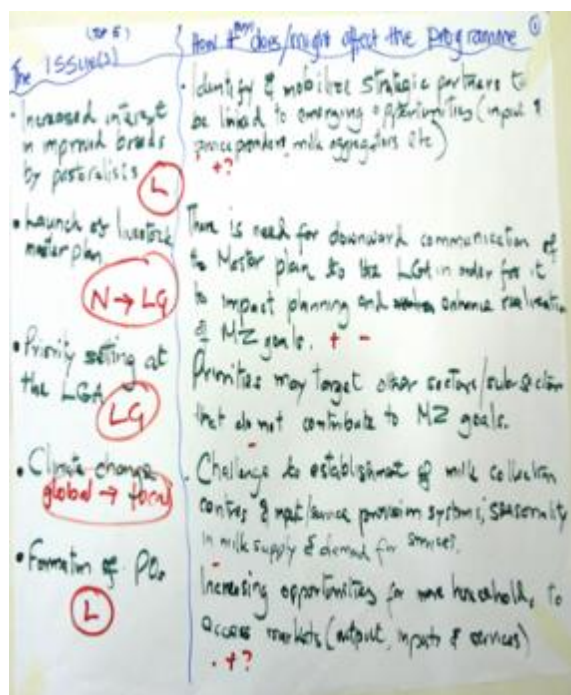 (TOP 5)
The ISSUE(S)
How it does/might affect the programme
• Increased interest
in improved breeds
by pastoralists
L
• Identify & mobilize strategic partners to
be linked to emerging opportunities (input &
service providers, milk aggregators etc)
+?
• Launch of livestock
master plan
N → LG
There is need for downward communication of
the Master plan to the LGA in order for it
to impact planning and enhance realization
of MZ goals. + -
• Priority setting at
the LGA
LG
Priorities may target other sectors/sub-sector
that do not contribute to MZ goals.
-
• Climate change
global → local
Challenge to establishment of milk collection
centres & input/service provision systems, seasonality
in milk supply & demand for services.
-
• Formation of POs
L
Increasing opportunities for more households to
access markets (output, inputs & services)
+?